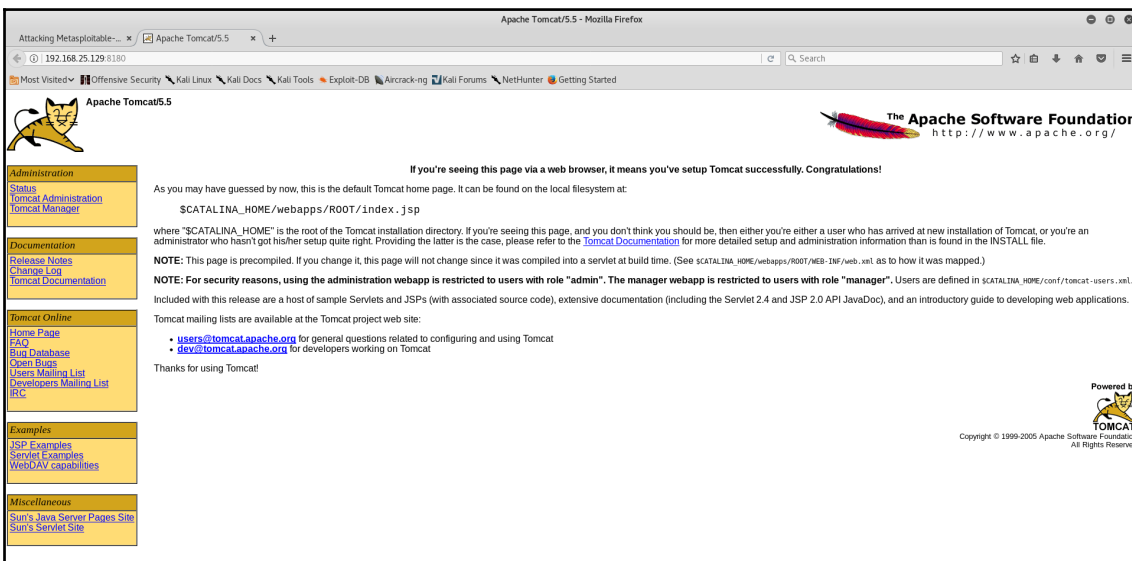 Apache Tomcat/5.5 - Mozilla Firefox
Attacking Metasploitable-... × Apache Tomcat/5.5 × +
192.168.25.129:8180 Search
Most Visited Offensive Security Kali Linux Kali Docs Kali Tools Exploit-DB Aircrack-ng Kali Forums NetHunter Getting Started
Apache Tomcat/5.5
The Apache Software Foundation
http://www.apache.org/
Administration
Status
Tomcat Administration
Tomcat Manager
Documentation
Release Notes
Change Log
Tomcat Documentation
Tomcat Online
Home Page
FAQ
Bug Database
Open Bugs
Users Mailing List
Developers Mailing List
IRC
Examples
JSP Examples
Servlet Examples
WebDAV capabilities
Miscellaneous
Sun's Java Server Pages Site
Sun's Servlet Site
If you're seeing this page via a web browser, it means you've setup Tomcat successfully. Congratulations!
As you may have guessed by now, this is the default Tomcat home page. It can be found on the local filesystem at:
$CATALINA_HOME/webapps/ROOT/index.jsp
where "$CATALINA_HOME" is the root of the Tomcat installation directory. If you're seeing this page, and you don't think you should be, then either you're either a user who has arrived at new installation of Tomcat, or you're an
administrator who hasn't got his/her setup quite right. Providing the latter is the case, please refer to the Tomcat Documentation for more detailed setup and administration information than is found in the INSTALL file.
NOTE: This page is precompiled. If you change it, this page will not change since it was compiled into a servlet at build time. (See $CATALINA_HOME/webapps/ROOT/WEB-INF/web.xml as to how it was mapped.)
NOTE: For security reasons, using the administration webapp is restricted to users with role "admin". The manager webapp is restricted to users with role "manager". Users are defined in $CATALINA_HOME/conf/tomcat-users.xml.
Included with this release are a host of sample Servlets and JSPs (with associated source code), extensive documentation (including the Servlet 2.4 and JSP 2.0 API JavaDoc), and an introductory guide to developing web applications.
Tomcat mailing lists are available at the Tomcat project web site:
• users@tomcat.apache.org for general questions related to configuring and using Tomcat
• dev@tomcat.apache.org for developers working on Tomcat
Thanks for using Tomcat!
Powered b
TOMCAT
Copyright © 1999-2005 Apache Software Foundatio
All Rights Reserve